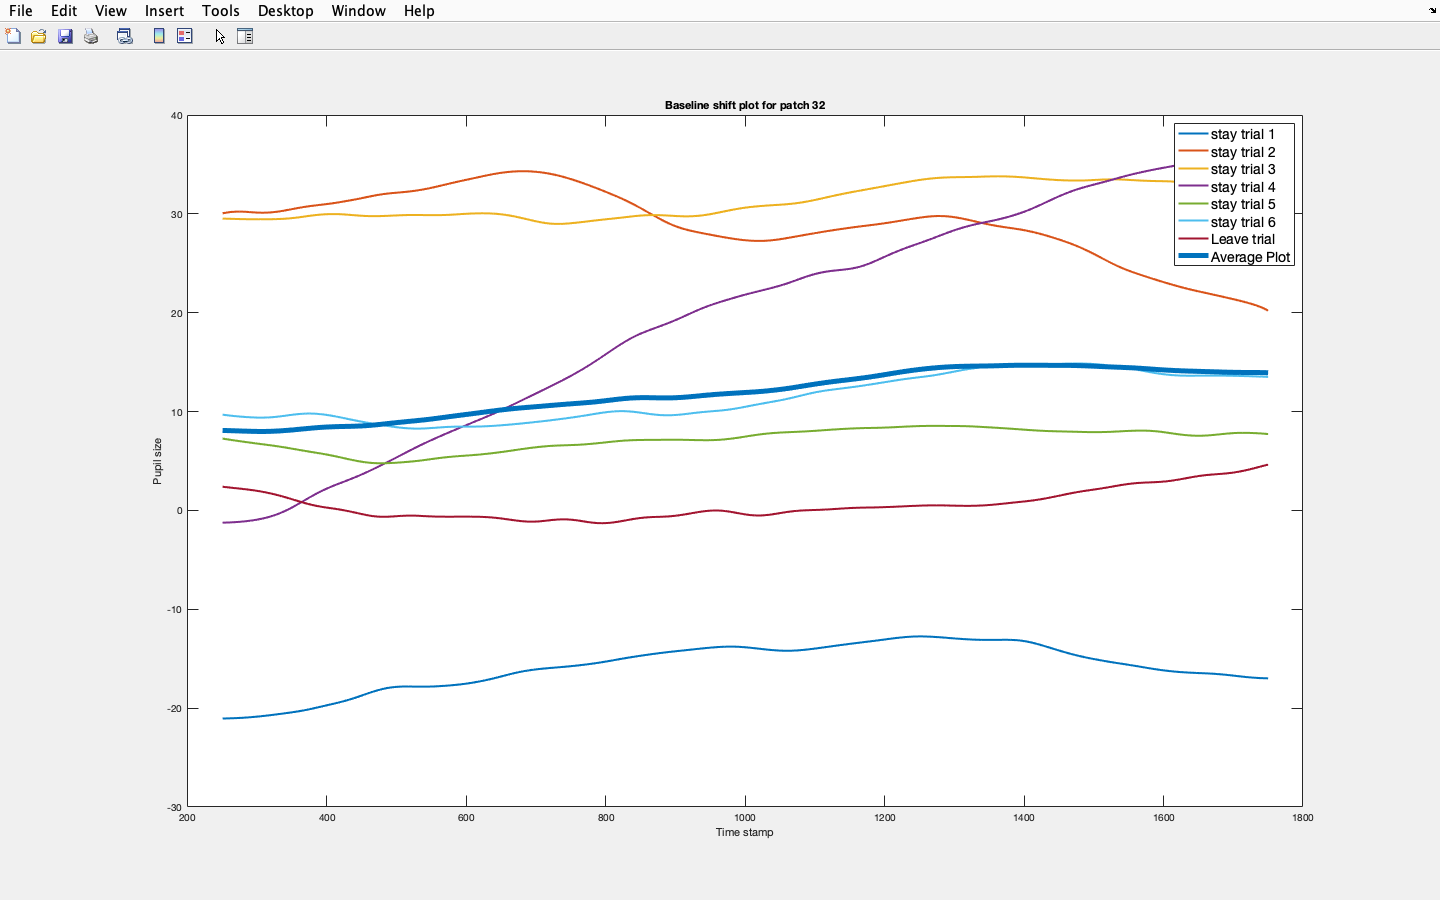 File Edit View Insert Tools Desktop Window Help
Baseline shift plot for patch 32
40
30
20
10
0
-10
-20
-30
Pupil size
200 400 600 800 1000 1200 1400 1600 1800
Time stamp
stay trial 1
stay trial 2
stay trial 3
stay trial 4
stay trial 5
stay trial 6
Leave trial
Average Plot